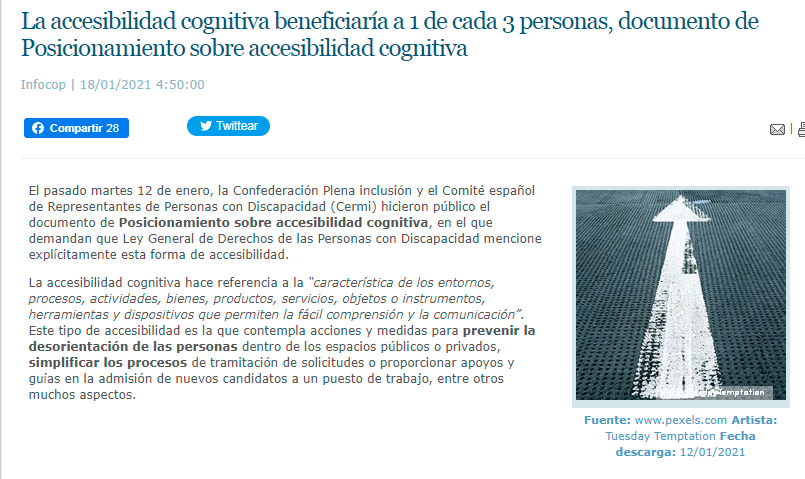 La accesibilidad cognitiva beneficiaría a 1 de cada 3 personas, documento de
Posicionamiento sobre accesibilidad cognitiva
Infocop | 18/01/2021 4:50:00
Compartir 28
Twittear
|
El pasado martes 12 de enero, la Confederación Plena inclusión y el Comité español
de Representantes de Personas con Discapacidad (Cermi) hicieron público el
documento de Posicionamiento sobre accesibilidad cognitiva, en el que
demandan que Ley General de Derechos de las Personas con Discapacidad mencione
explícitamente esta forma de accesibilidad.
La accesibilidad cognitiva hace referencia a la “característica de los entornos,
procesos, actividades, bienes, productos, servicios, objetos o instrumentos,
herramientas y dispositivos que permiten la fácil comprensión y la comunicación”.
Este tipo de accesibilidad es la que contempla acciones y medidas para prevenir la
desorientación de las personas dentro de los espacios públicos o privados,
simplificar los procesos de tramitación de solicitudes o proporcionar apoyos y
guías en la admisión de nuevos candidatos a un puesto de trabajo, entre otros
muchos aspectos.
Temptation
Fuente: www.pexels.com Artista:
Tuesday Temptation Fecha
descarga: 12/01/2021